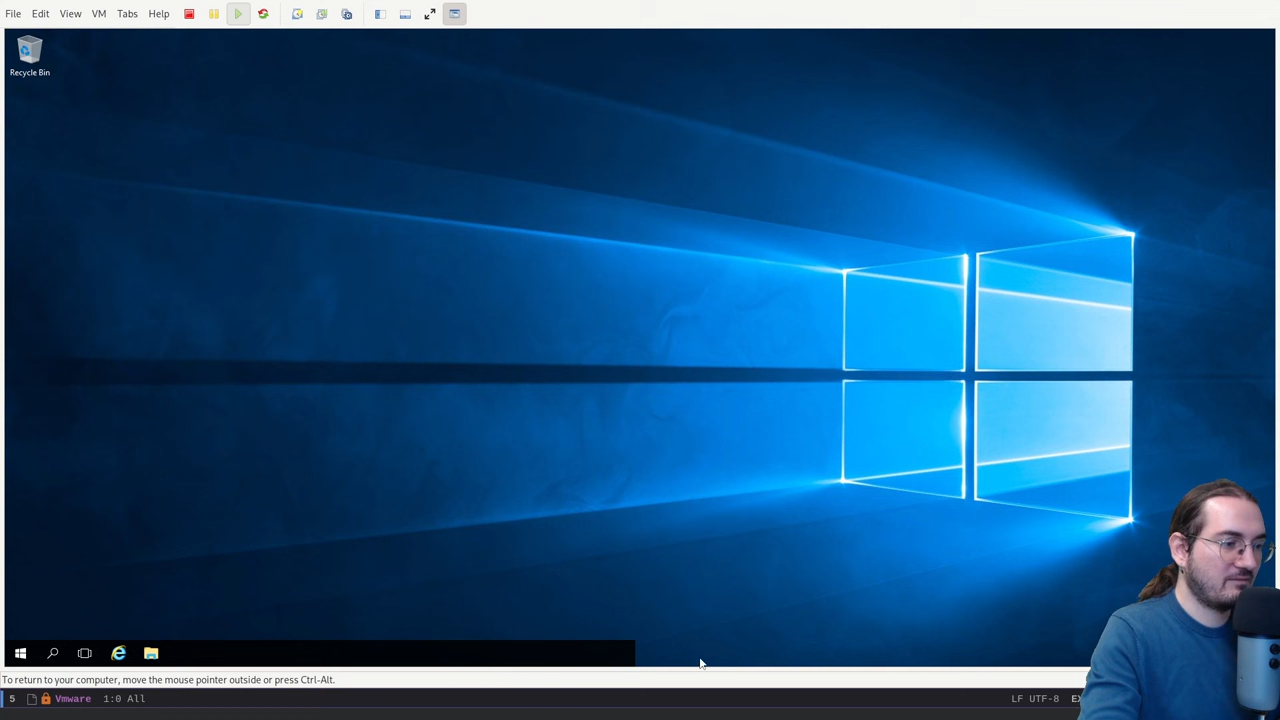 File Edit View VM Tabs Help
Recycle Bin
To return to your computer, move the mouse pointer outside or press Ctrl-Alt.
5 Vmware 1:0 All LF UTF-8